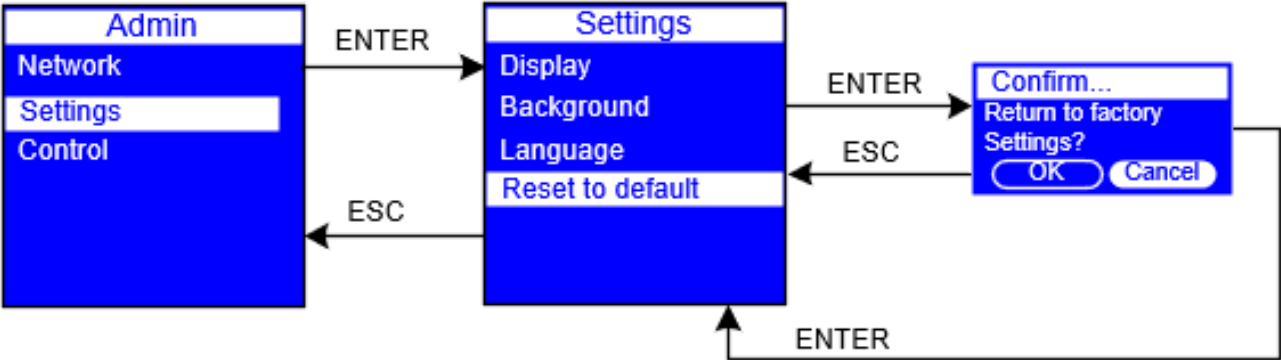 Admin
Network
Settings
Control
ENTER
ESC
Settings
Display
Background
Language
Reset to default
ENTER
ESC
Confirm...
Return to factory
Settings?
OK
Cancel
ENTER